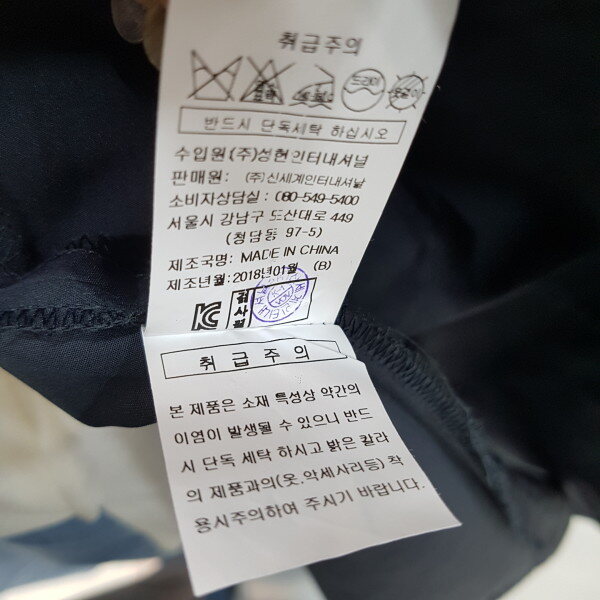 취급주의
드라이
반드시 단독세탁 하십시오
수입원 (주)성현인터내셔널
판매원: (주)신세계인터내셔날
소비자상담실 : 080-549-5400
서울시 강남구 도산대로 449
(청담동 97-5)
제조국명: MADE IN CHINA
제조년월: 2018년01월 (B)
검사필
취급주의
본 제품은 소재 특성상 약간의
이염이 발생될 수 있으니 반드
시 단독 세탁 하시고 밝은 칼라
의 제품과의(옷,악세사리등) 착
용시주의하여 주시기 바랍니다.